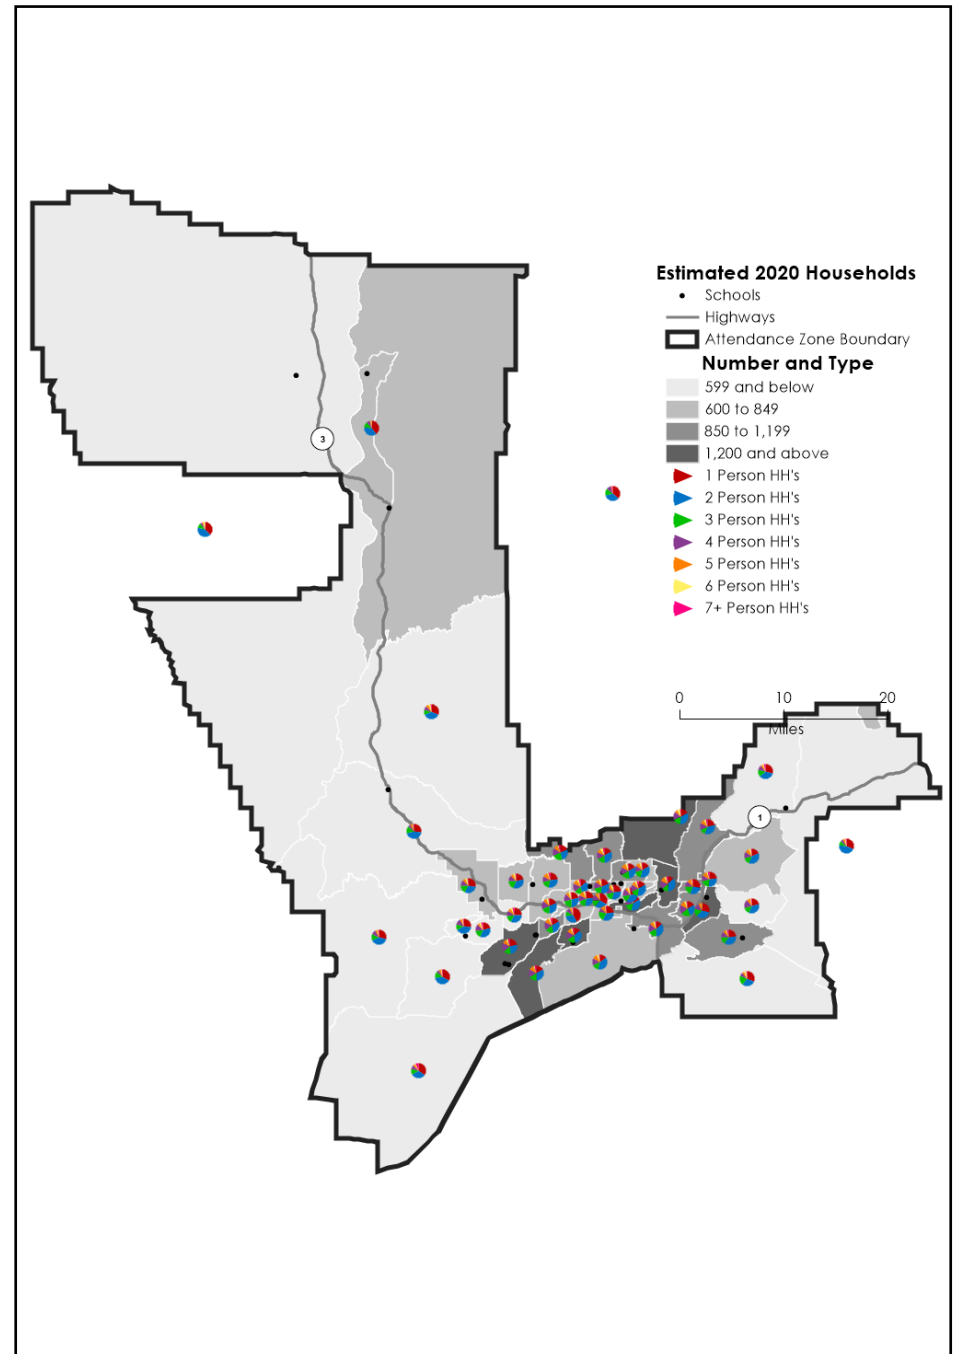 Estimated 2020 Households
Schools
Highways
Attendance Zone Boundary
Number and Type
599 and below
600 to 849
850 to 1,199
1,200 and above
1 Person HH's
2 Person HH's
3 Person HH's
4 Person HH's
5 Person HH's
6 Person HH's
7+ Person HH's
3
0 10 20
Miles
1